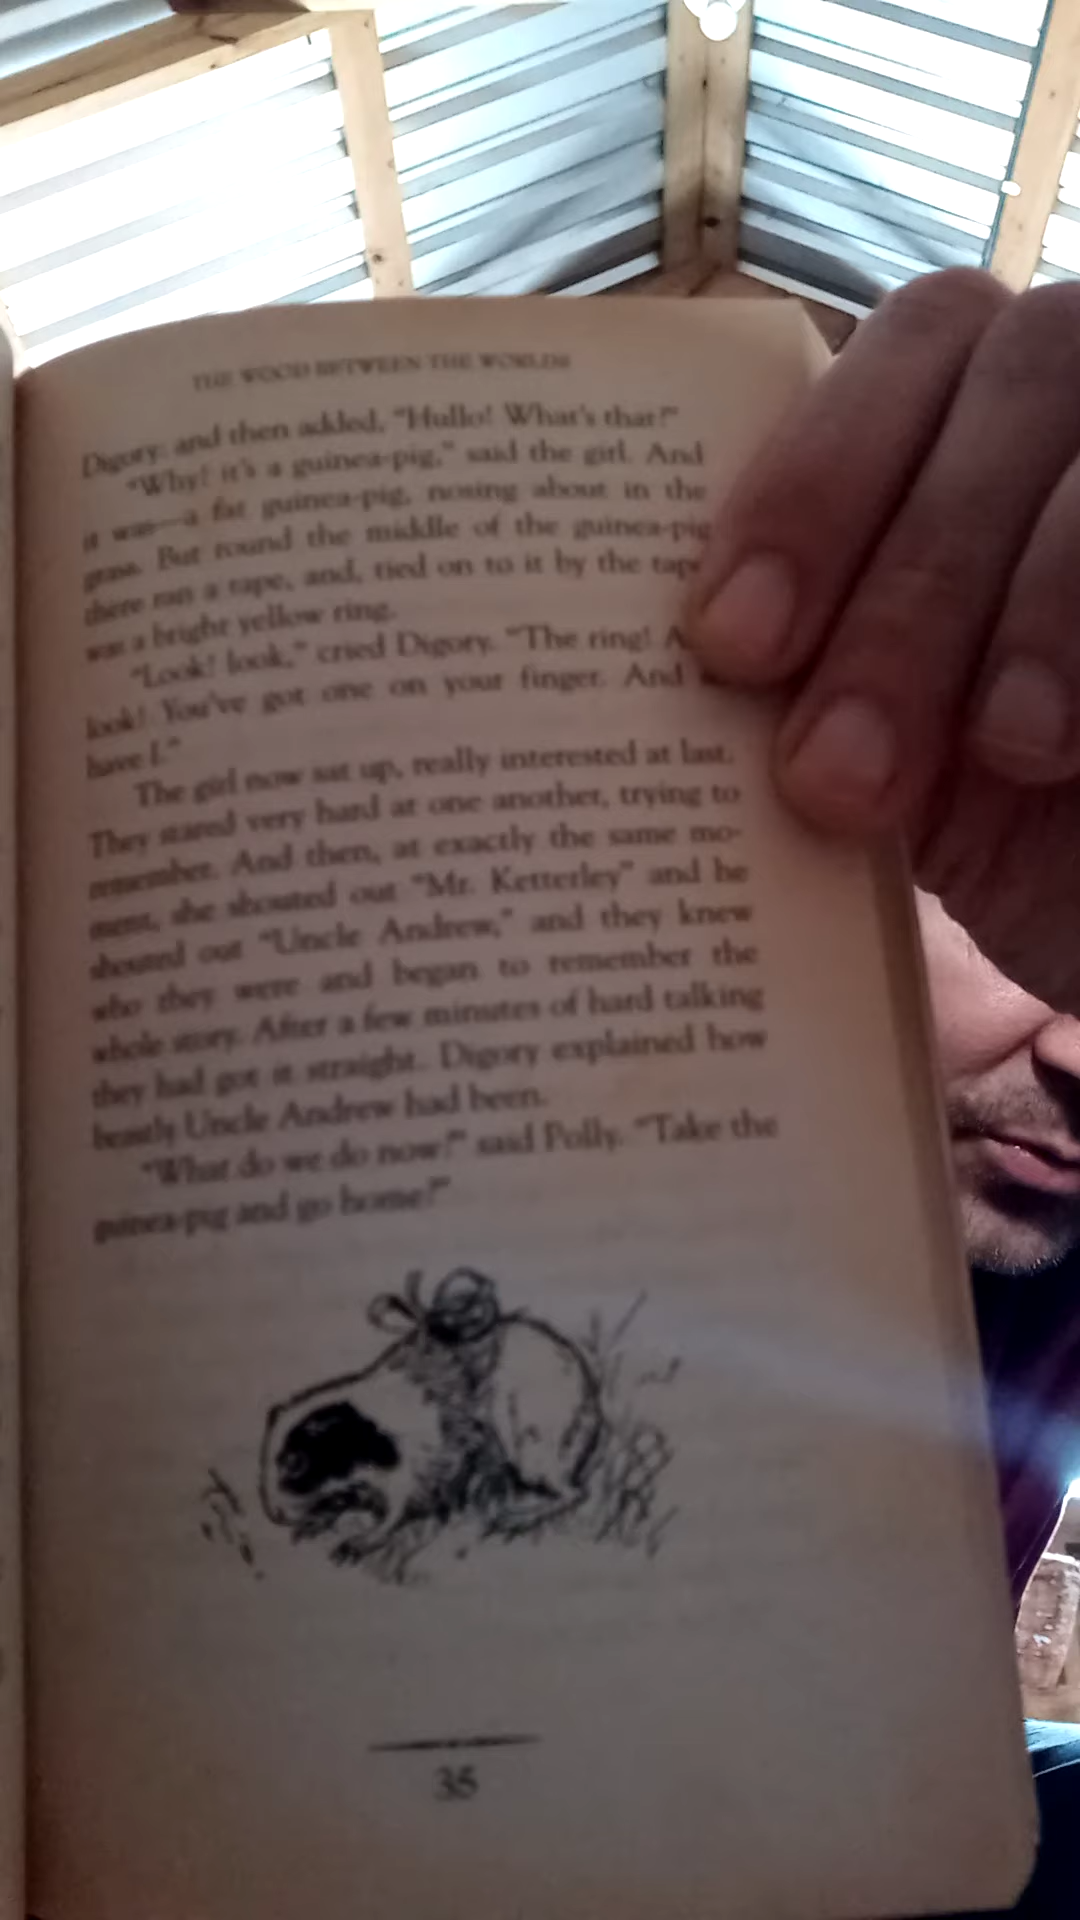 THE WOOD BETWEEN THE WORLDS
Digory: and then added, "Hullo! What's that?"
"Why! it's a guinea-pig," said the girl. And
it was—a fat guinea-pig, nosing about in the
grass. But round the middle of the guinea-pig
there ran a tape, and, tied on to it by the tape
was a bright yellow ring.
"Look! look," cried Digory. "The ring! A
look! You've got one on your finger. And
have I."
The girl now sat up, really interested at last.
They stared very hard at one another, trying to
remember. And then, at exactly the same mo-
ment, she shouted out "Mr. Ketterley" and he
shouted out "Uncle Andrew," and they knew
who they were and began to remember the
whole story. After a few minutes of hard talking
they had got it straight. Digory explained how
beastly Uncle Andrew had been.
"What do we do now?" said Polly. "Take the
guinea-pig and go home?"
35